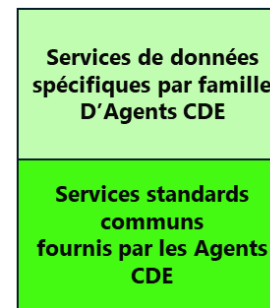 Services de données
spécifiques par famille
D’Agents CDE
Services standards
communs
fournis par les Agents
CDE